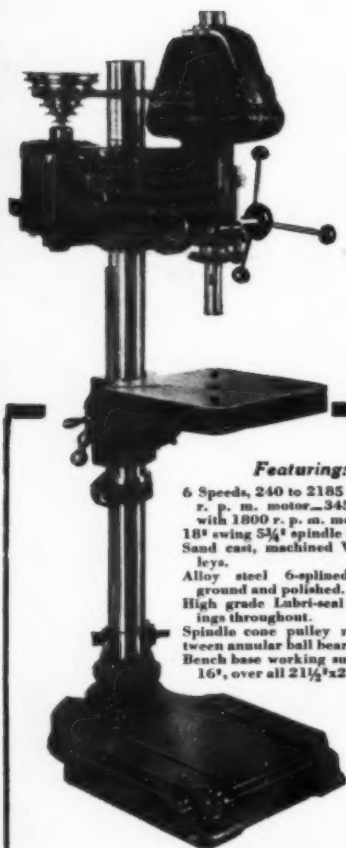 Featuring:
6 Speeds, 240 to 2185
r. p. m. motor—345
with 1800 r. p. m. mo
18" swing 5¾" spindle
Sand cast, machined V
leys.
Alloy steel 6-splined
ground and polished.
High grade Lubri-seal
ings throughout.
Spindle cone pulley
tween annular ball bear
Bench base working su
16", over all 21½"x2